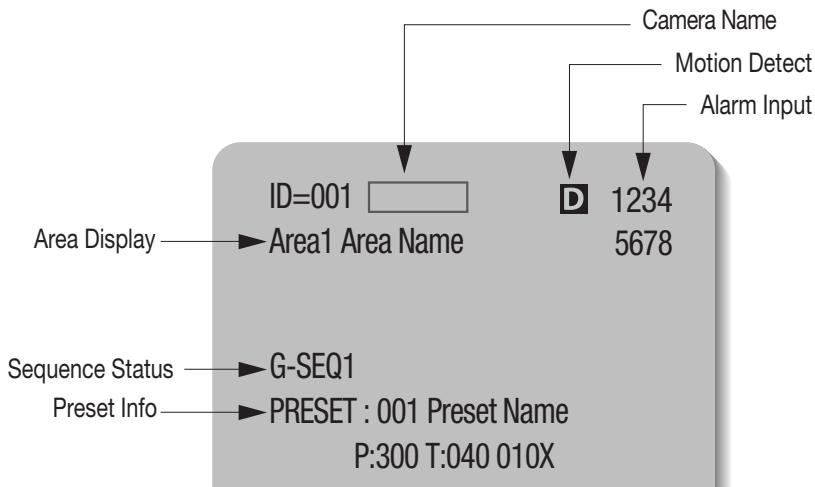 Camera Name
Motion Detect
Alarm Input
ID=001 D 1234
Area Display Area1 Area Name 5678
Sequence Status G-SEQ1
Preset Info PRESET : 001 Preset Name
P:300 T:040 010X